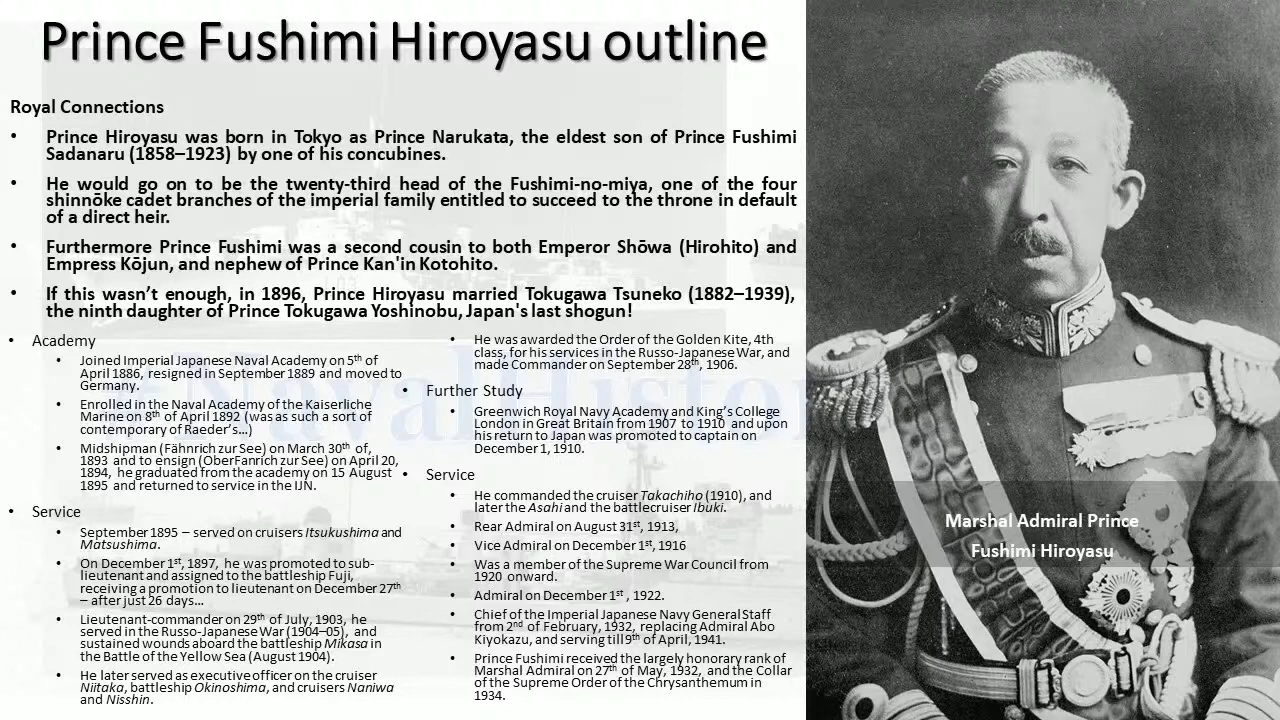 Prince Fushimi Hiroyasu outline
Royal Connections
• Prince Hiroyasu was born in Tokyo as Prince Narukata, the eldest son of Prince Fushimi
Sadanaru (1858–1923) by one of his concubines.
• He would go on to be the twenty-third head of the Fushimi-no-miya, one of the four
shinnōke cadet branches of the imperial family entitled to succeed to the throne in default
of a direct heir.
• Furthermore Prince Fushimi was a second cousin to both Emperor Shōwa (Hirohito) and
Empress Kōjun, and nephew of Prince Kan'in Kotohito.
• If this wasn’t enough, in 1896, Prince Hiroyasu married Tokugawa Tsuneko (1882–1939),
the ninth daughter of Prince Tokugawa Yoshinobu, Japan's last shogun!
• Academy
• Joined Imperial Japanese Naval Academy on 5th of
April 1886, resigned in September 1889 and moved to
Germany.
• Enrolled in the Naval Academy of the Kaiserliche
Marine on 8th of April 1892 (was as such a sort of
contemporary of Raeder’s…)
• Midshipman (Fähnrich zur See) on March 30th of,
1893 and to ensign (OberFanrich zur See) on April 20,
1894, he graduated from the academy on 15 August
1895 and returned to service in the IJN.
• Service
• September 1895 – served on cruisers Itsukushima and
Matsushima.
• On December 1st, 1897, he was promoted to sub-
lieutenant and assigned to the battleship Fuji,
receiving a promotion to lieutenant on December 27th
– after just 26 days…
• Lieutenant-commander on 29th of July, 1903, he
served in the Russo-Japanese War (1904–05), and
sustained wounds aboard the battleship Mikasa in
the Battle of the Yellow Sea (August 1904).
• He later served as executive officer on the cruiser
Niitaka, battleship Okinoshima, and cruisers Naniwa
and Nisshin.
• He was awarded the Order of the Golden Kite, 4th
class, for his services in the Russo-Japanese War, and
made Commander on September 28th, 1906.
• Further Study
• Greenwich Royal Navy Academy and King’s College
London in Great Britain from 1907 to 1910 and upon
his return to Japan was promoted to captain on
December 1, 1910.
• Service
• He commanded the cruiser Takachiho (1910), and
later the Asahi and the battlecruiser Ibuki.
• Rear Admiral on August 31st, 1913,
• Vice Admiral on December 1st, 1916
• Was a member of the Supreme War Council from
1920 onward.
• Admiral on December 1st , 1922.
• Chief of the Imperial Japanese Navy General Staff
from 2nd of February, 1932, replacing Admiral Abo
Kiyokazu, and serving till 9th of April, 1941.
• Prince Fushimi received the largely honorary rank of
Marshal Admiral on 27th of May, 1932, and the Collar
of the Supreme Order of the Chrysanthemum in
1934.
Marshal Admiral Prince
Fushimi Hiroyasu